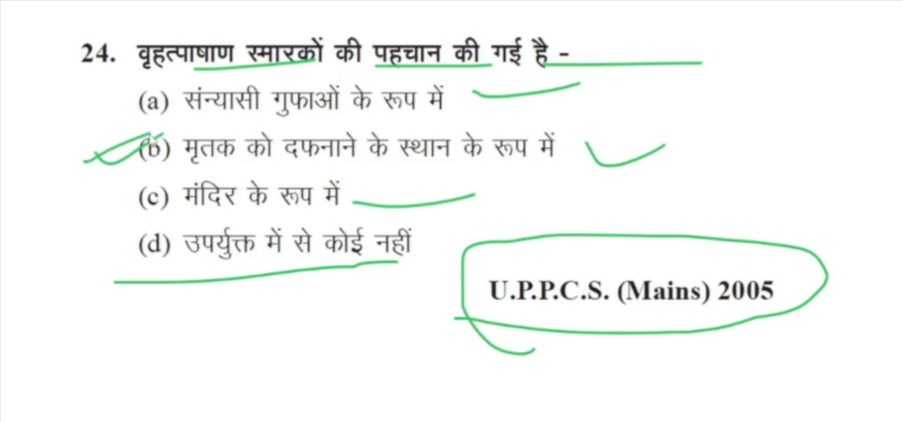 24. वृहत्पाषाण स्मारकों की पहचान की गई है -
(a) संन्यासी गुफाओं के रूप में
(b) मृतक को दफनाने के स्थान के रूप में
(c) मंदिर के रूप में
(d) उपर्युक्त में से कोई नहीं
U.P.P.C.S. (Mains) 2005